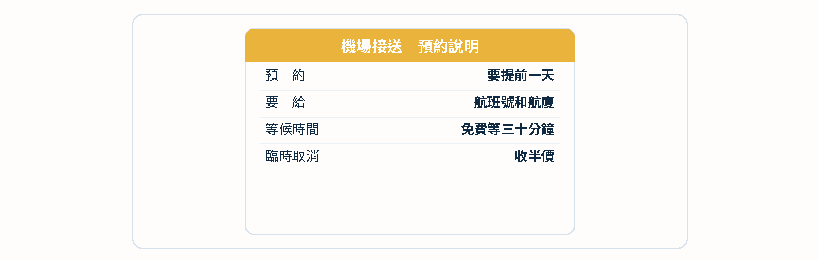 機場接送　預約說明
預　約　要提前一天
要　給　航班號和航廈
等候時間　免費等三十分鐘
臨時取消　收半價